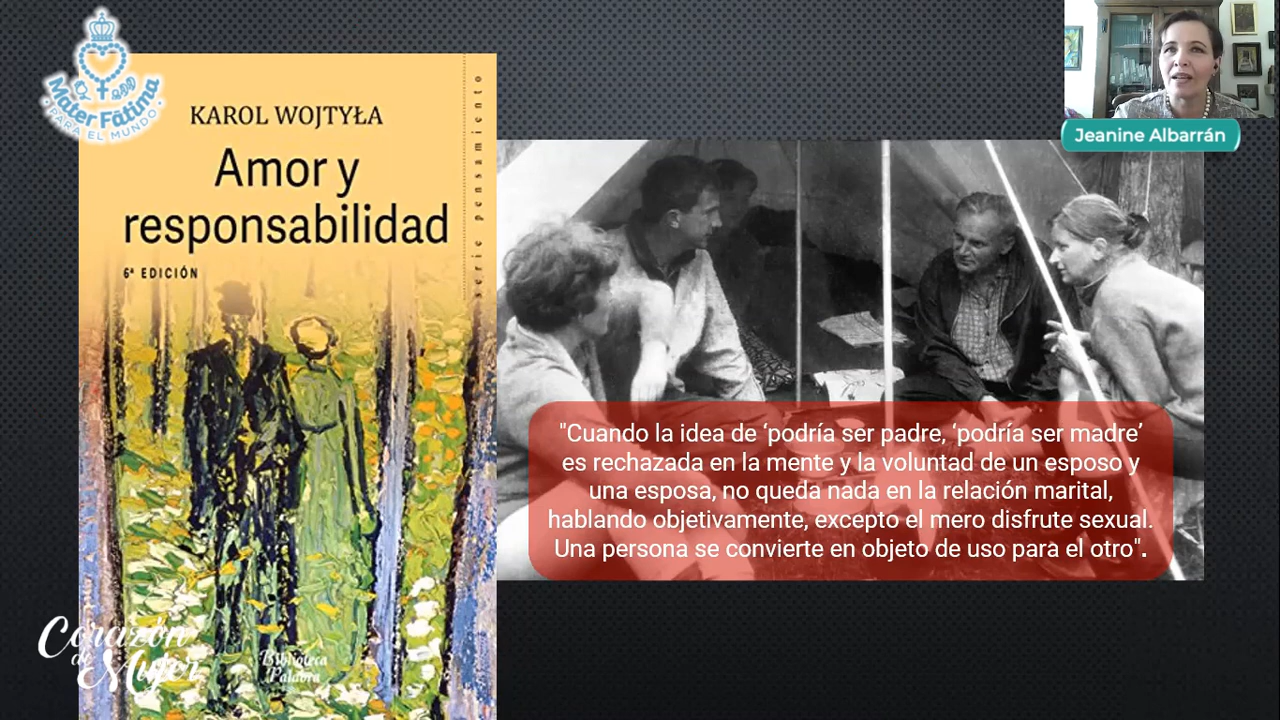 Mater Fátima
PARA EL MUNDO
KAROL WOJTYŁA
Amor y
responsabilidad
6ª EDICIÓN
serie pensamiento
Jeanine Albarrán
"Cuando la idea de ‘podría ser padre, ‘podría ser madre’
es rechazada en la mente y la voluntad de un esposo y
una esposa, no queda nada en la relación marital,
hablando objetivamente, excepto el mero disfrute sexual.
Una persona se convierte en objeto de uso para el otro".
Corazón
de Mujer
Biblioteca
Palabra